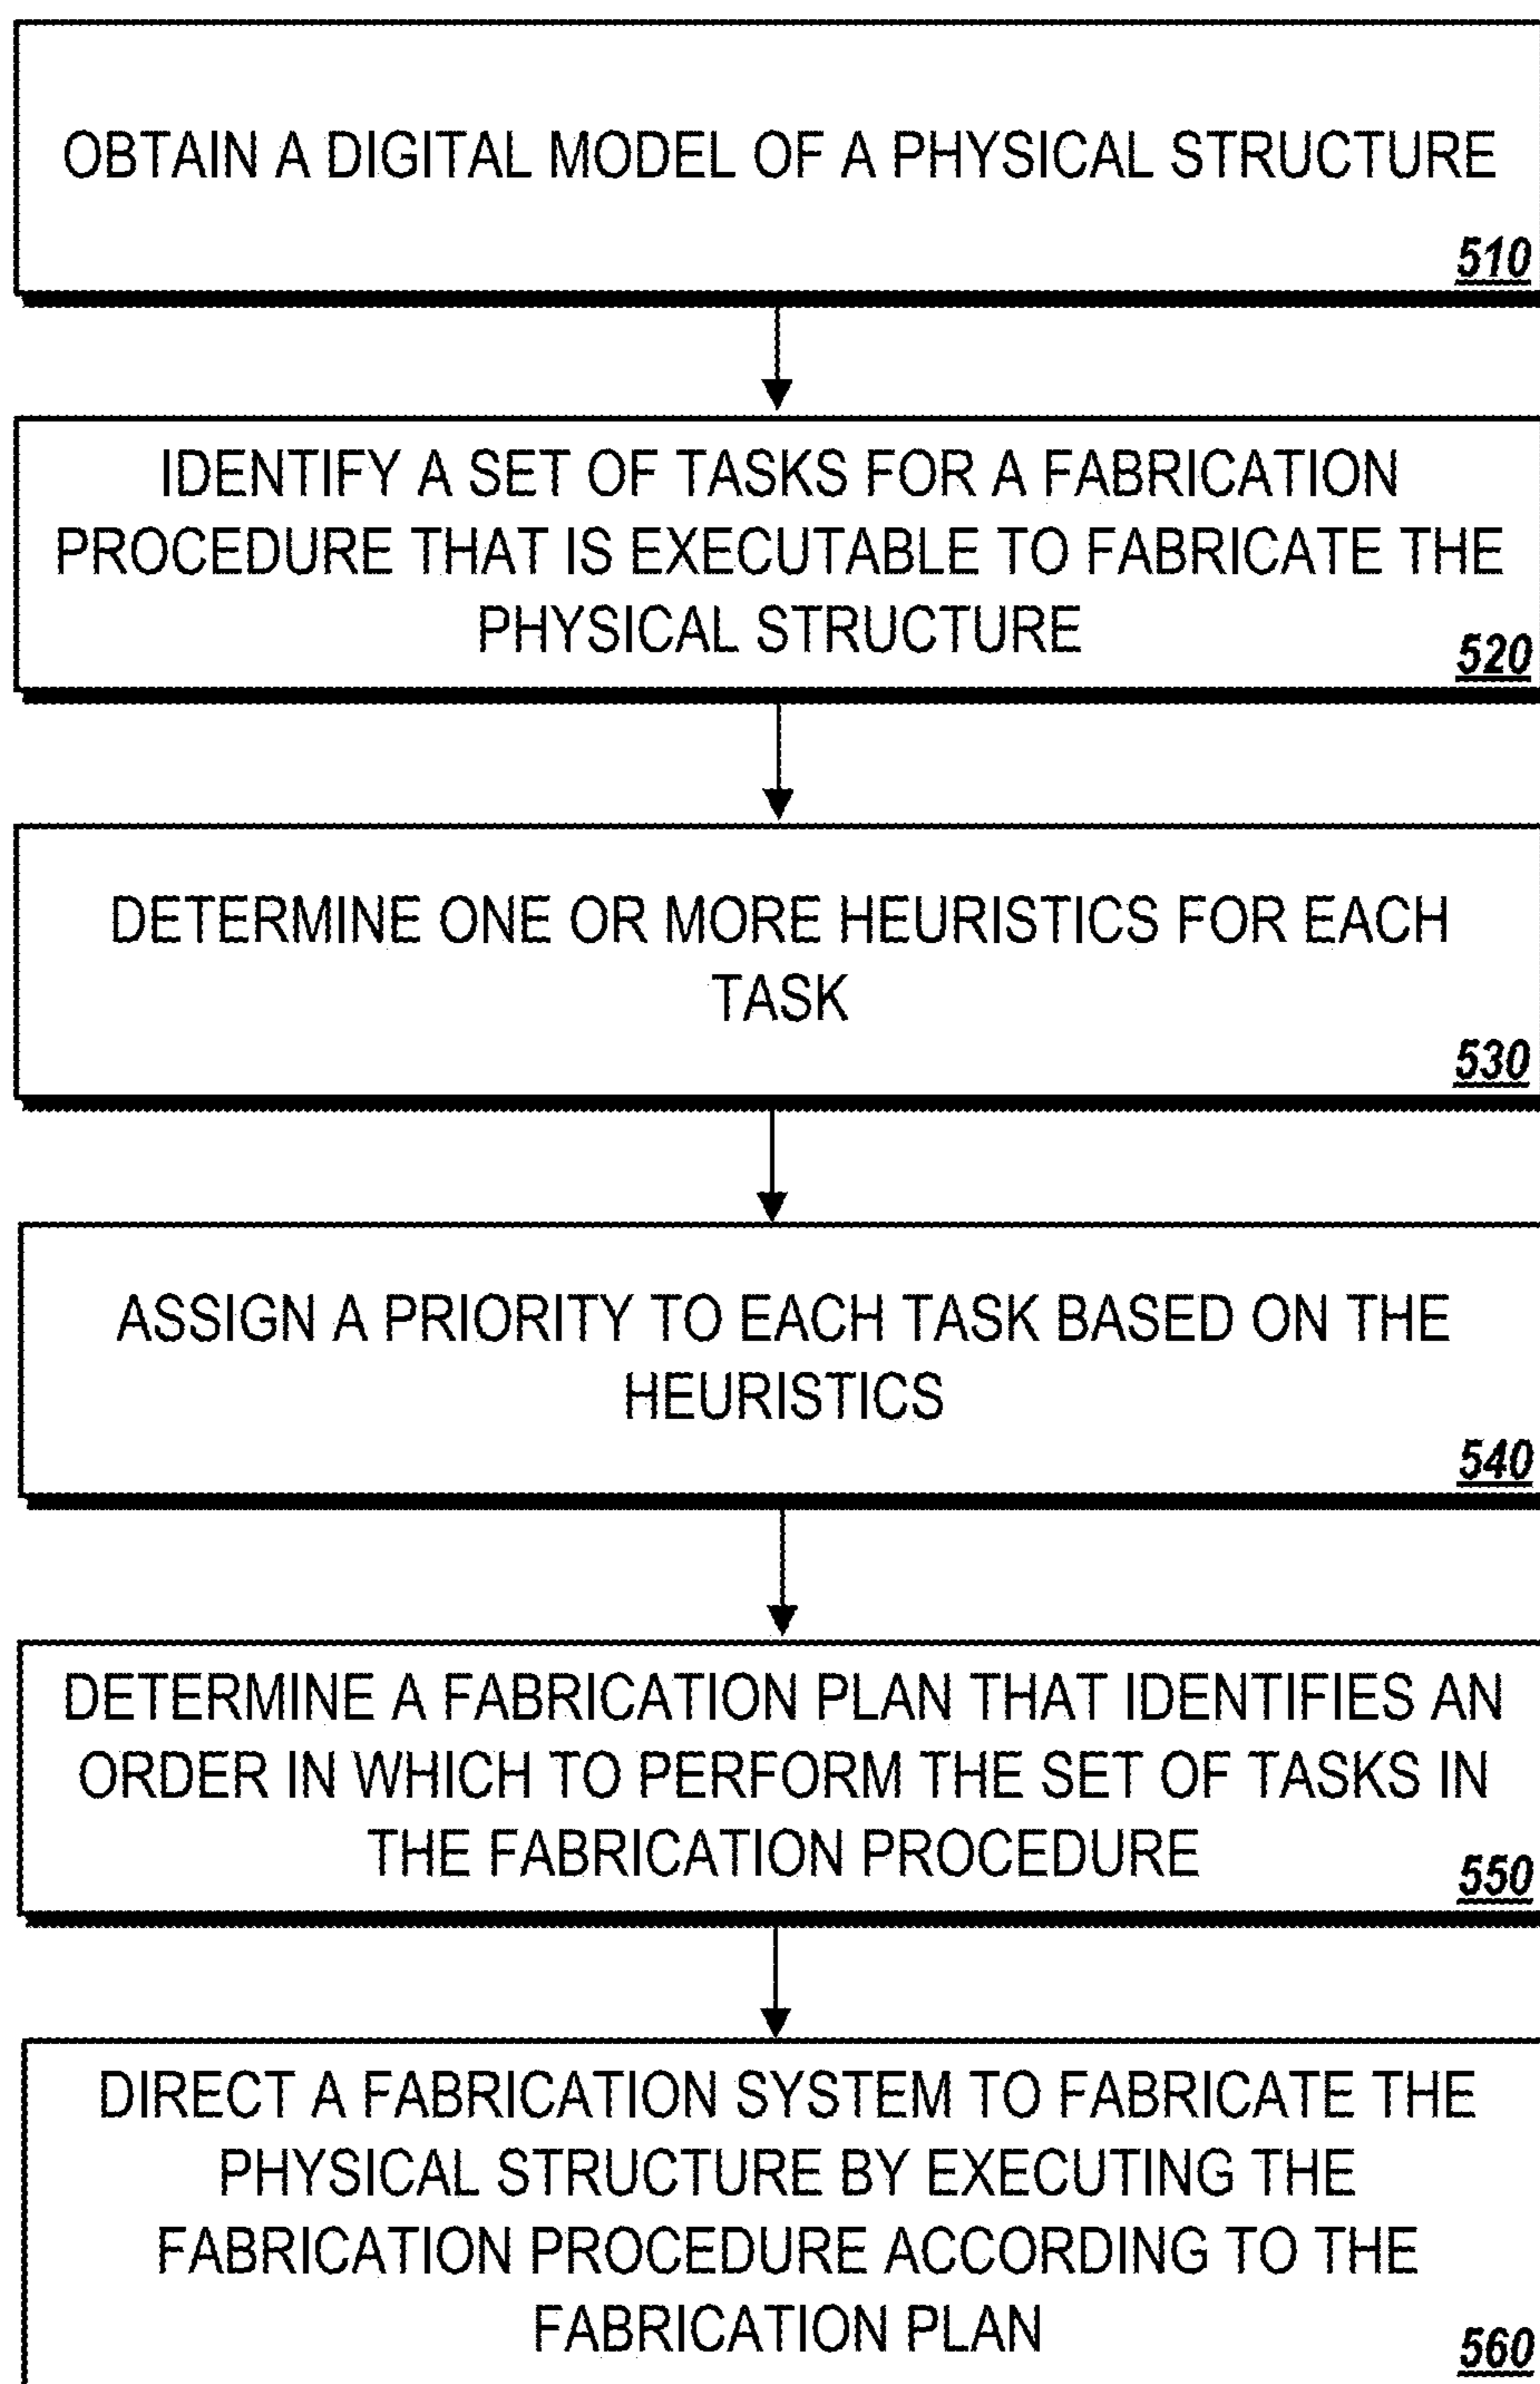 OBTAIN A DIGITAL MODEL OF A PHYSICAL STRUCTURE
510
IDENTIFY A SET OF TASKS FOR A FABRICATION
PROCEDURE THAT IS EXECUTABLE TO FABRICATE THE
PHYSICAL STRUCTURE
520
DETERMINE ONE OR MORE HEURISTICS FOR EACH
TASK
530
ASSIGN A PRIORITY TO EACH TASK BASED ON THE
HEURISTICS
540
DETERMINE A FABRICATION PLAN THAT IDENTIFIES AN
ORDER IN WHICH TO PERFORM THE SET OF TASKS IN
THE FABRICATION PROCEDURE
550
DIRECT A FABRICATION SYSTEM TO FABRICATE THE
PHYSICAL STRUCTURE BY EXECUTING THE
FABRICATION PROCEDURE ACCORDING TO THE
FABRICATION PLAN
560